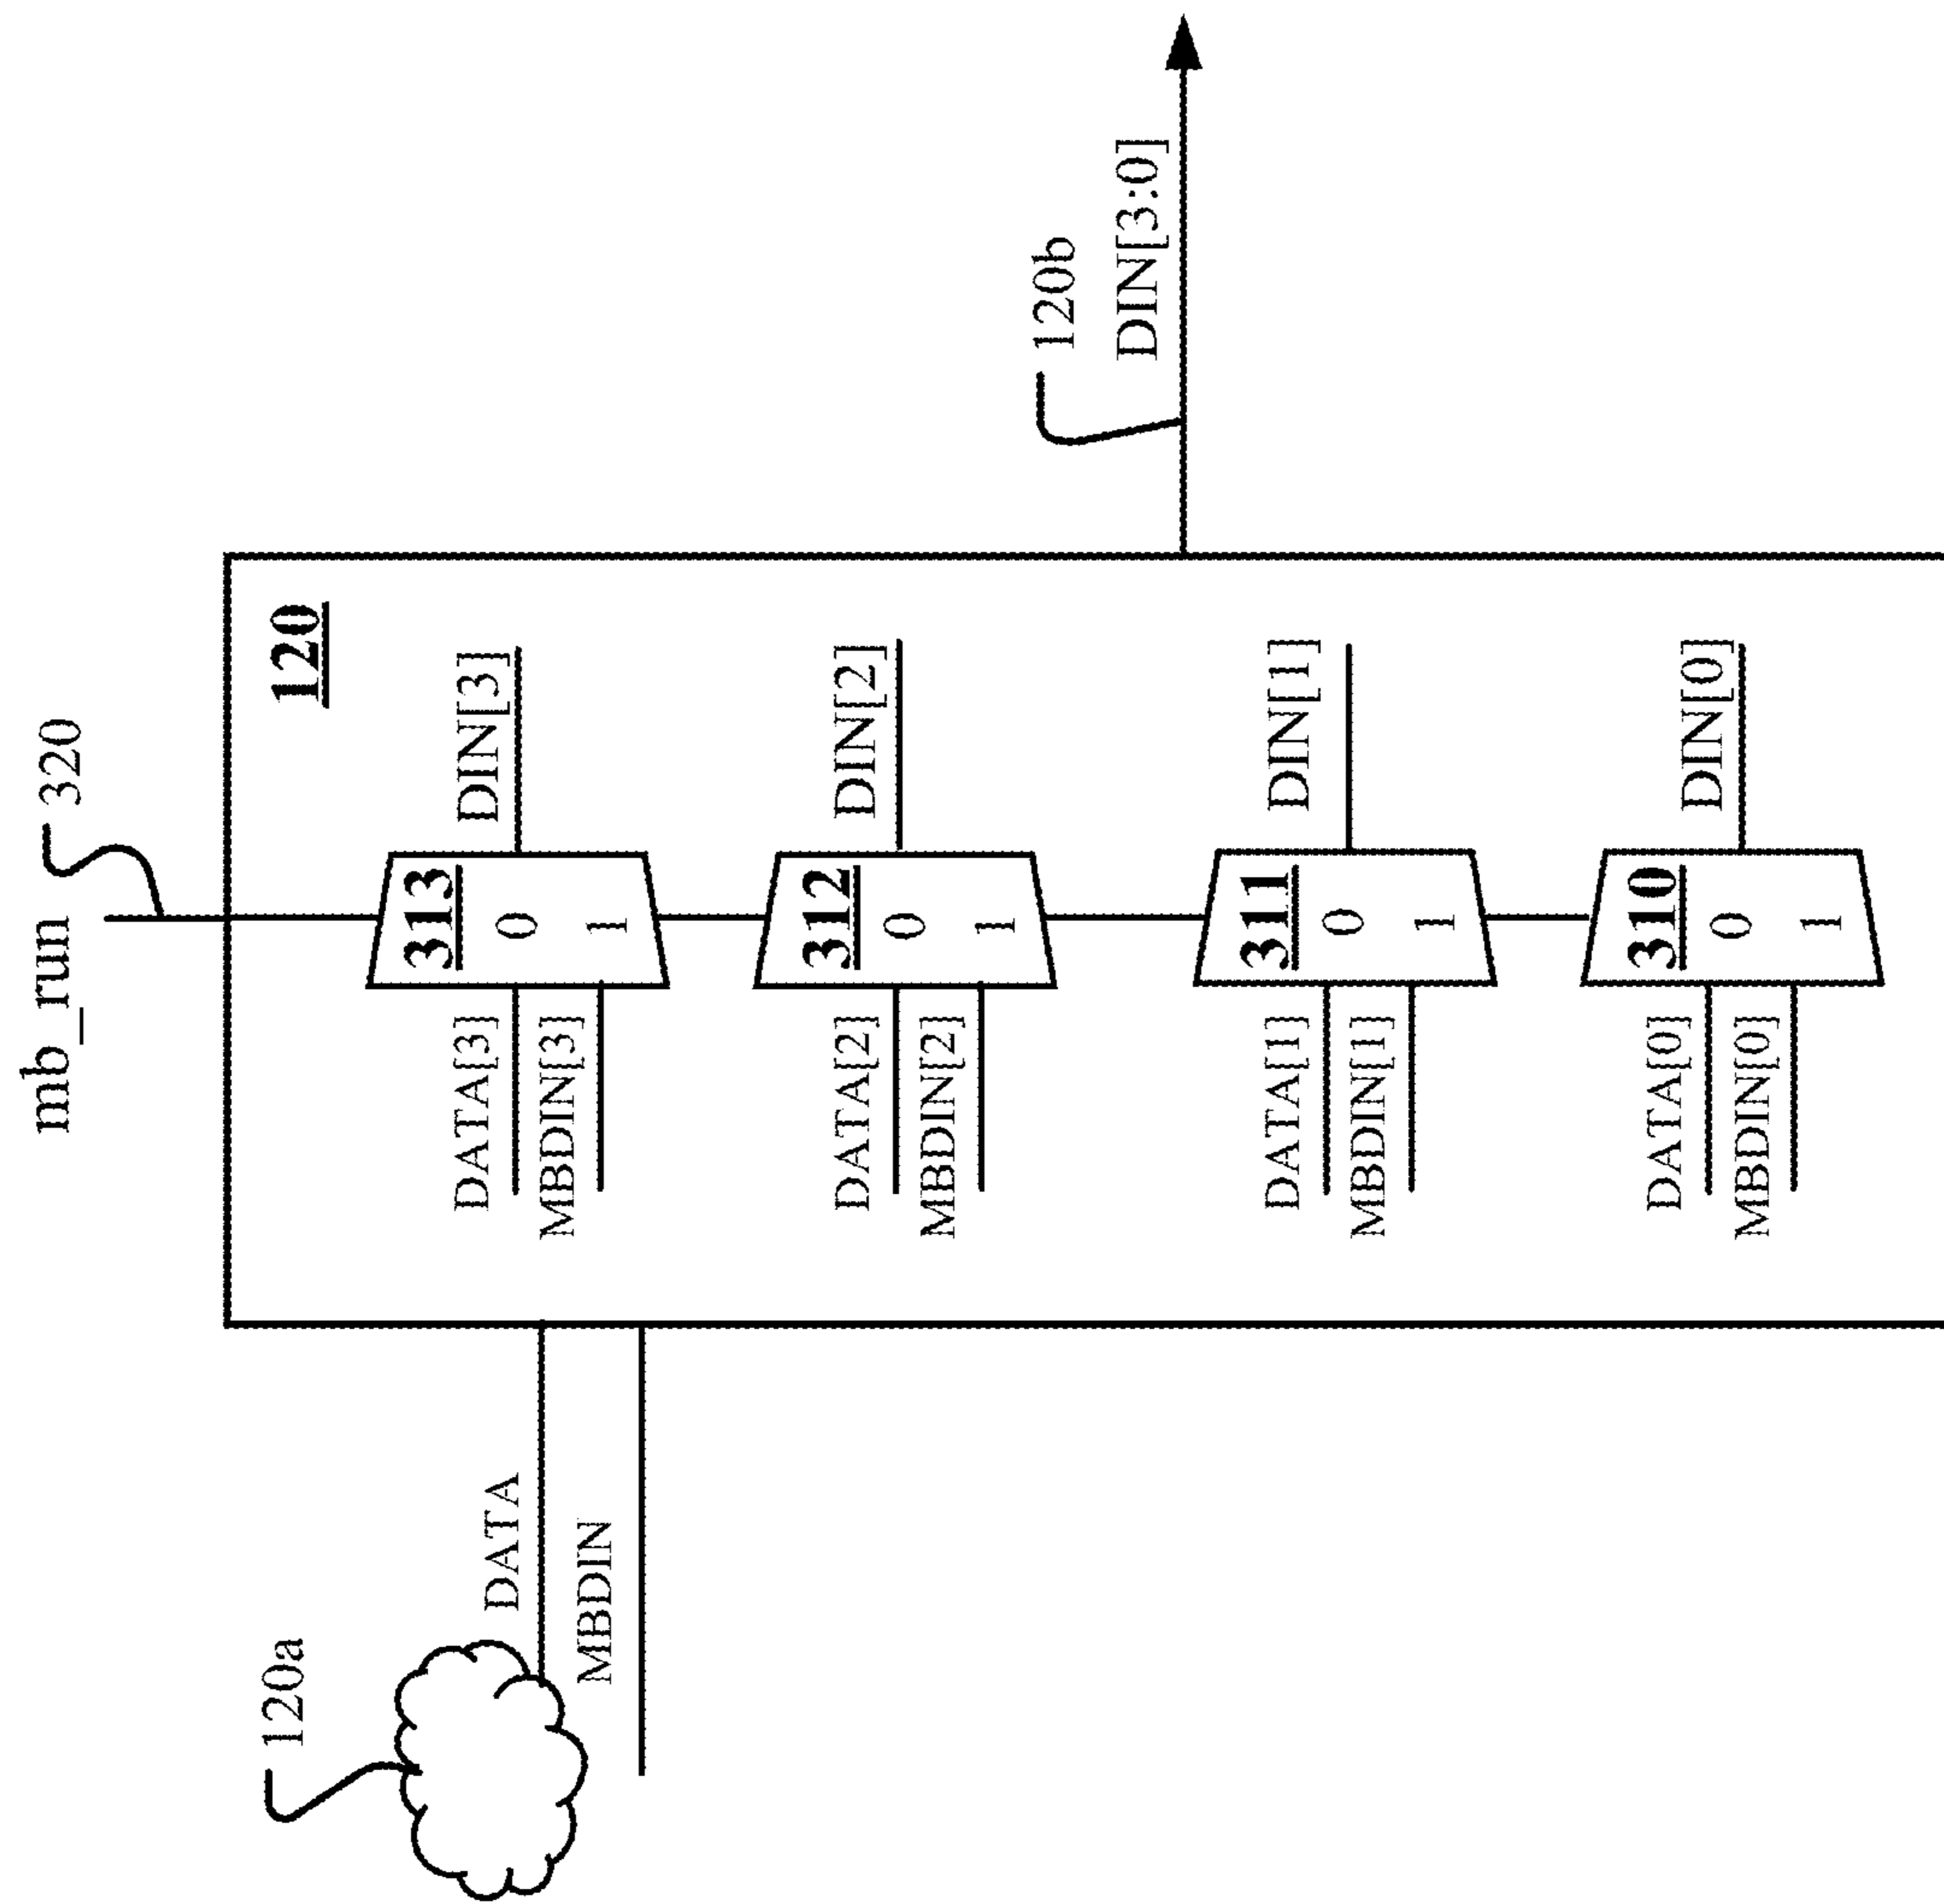 mb_run
320
120
120a
DATA
MBDIN
DATA[3]
MBDIN[3]
313
0
1
DIN[3]
DATA[2]
MBDIN[2]
312
0
1
DIN[2]
120b
DIN[3:0]
DATA[1]
MBDIN[1]
311
0
1
DIN[1]
DATA[0]
MBDIN[0]
310
0
1
DIN[0]